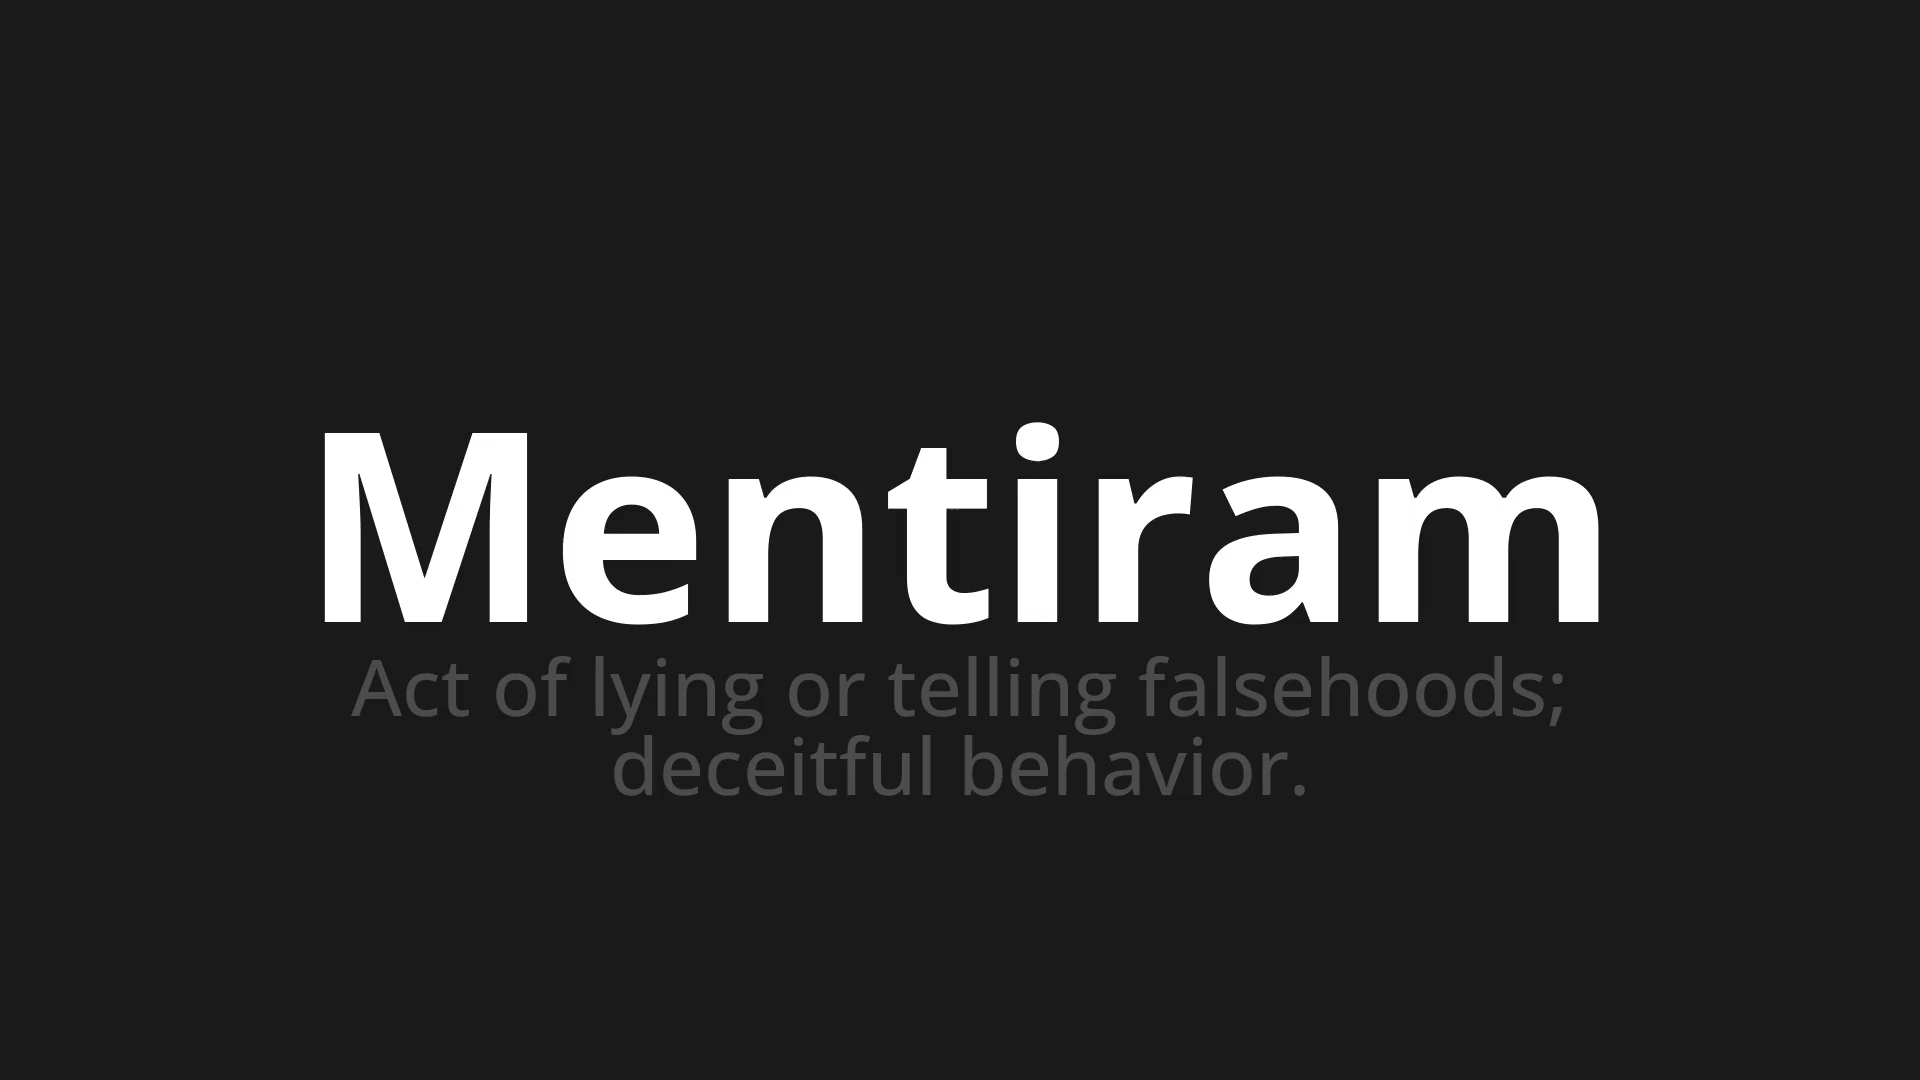 Mentiram
Act of lying or telling falsehoods;
deceitful behavior.